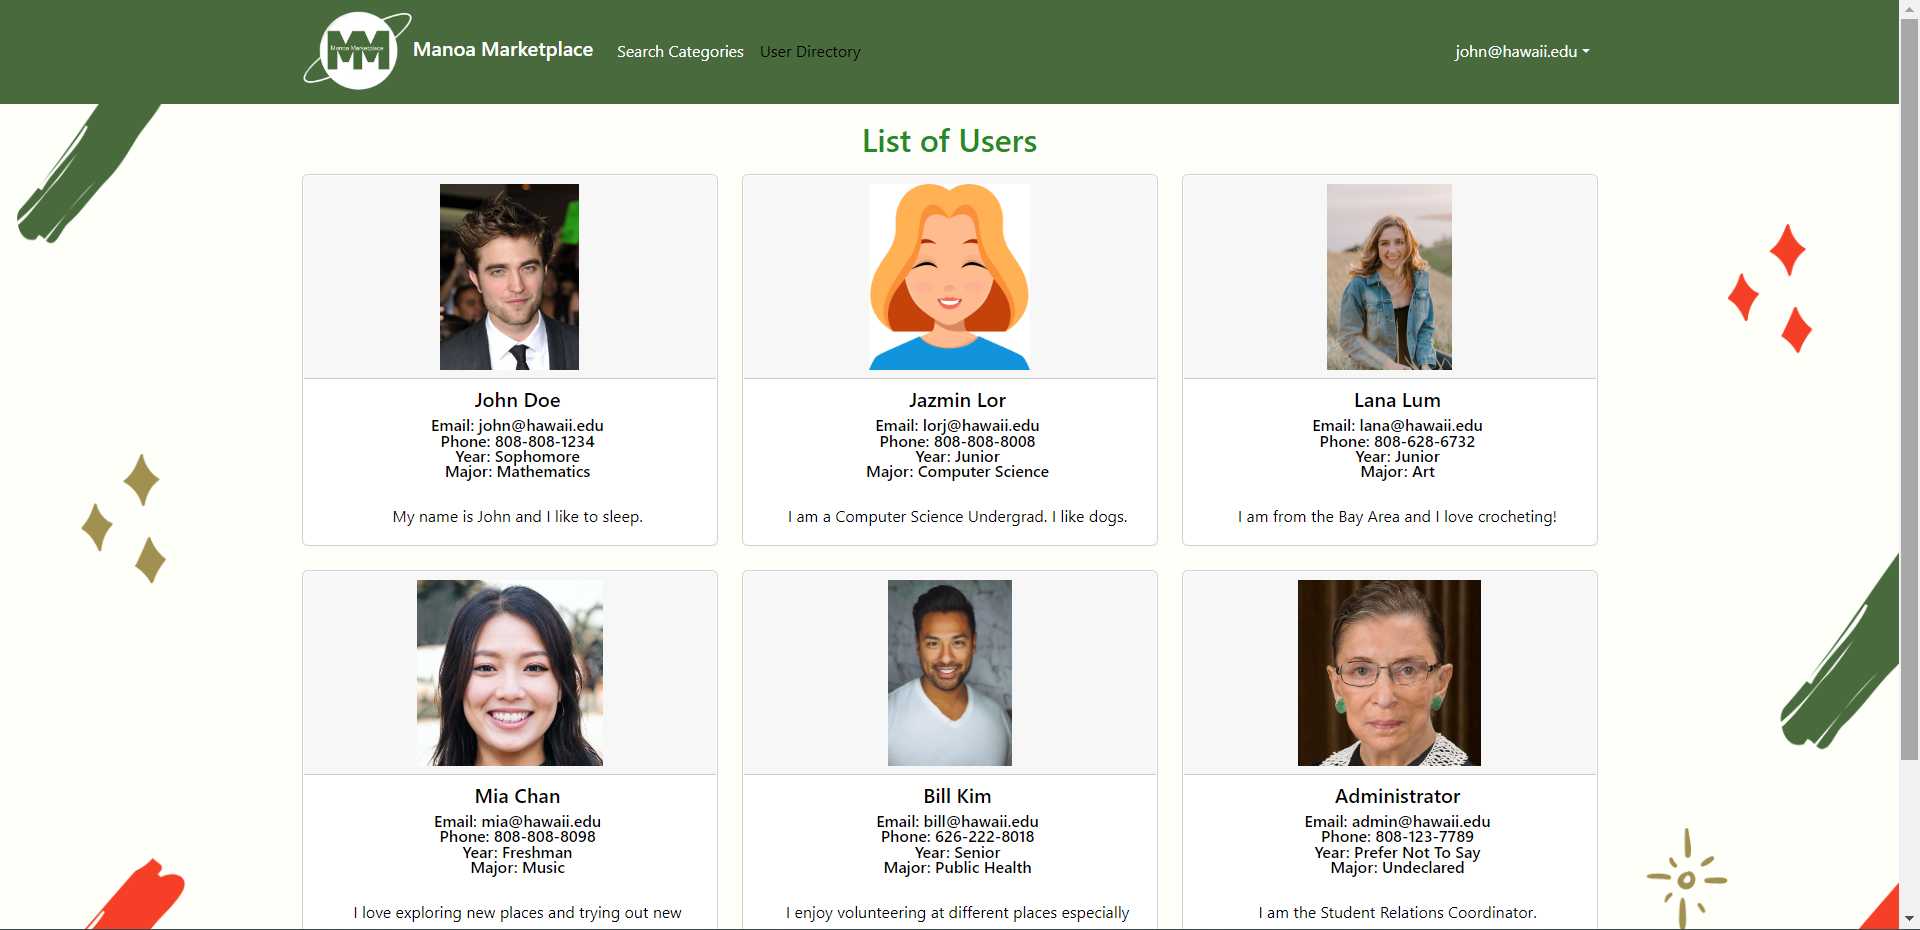 Manoa Marketplace
Manoa Marketplace Search Categories User Directory john@hawaii.edu
List of Users
John Doe
Email: john@hawaii.edu
Phone: 808-808-1234
Year: Sophomore
Major: Mathematics
My name is John and I like to sleep.
Jazmin Lor
Email: lorj@hawaii.edu
Phone: 808-808-8008
Year: Junior
Major: Computer Science
I am a Computer Science Undergrad. I like dogs.
Lana Lum
Email: lana@hawaii.edu
Phone: 808-628-6732
Year: Junior
Major: Art
I am from the Bay Area and I love crocheting!
Mia Chan
Email: mia@hawaii.edu
Phone: 808-808-8098
Year: Freshman
Major: Music
I love exploring new places and trying out new
Bill Kim
Email: bill@hawaii.edu
Phone: 626-222-8018
Year: Senior
Major: Public Health
I enjoy volunteering at different places especially
Administrator
Email: admin@hawaii.edu
Phone: 808-123-7789
Year: Prefer Not To Say
Major: Undeclared
I am the Student Relations Coordinator.